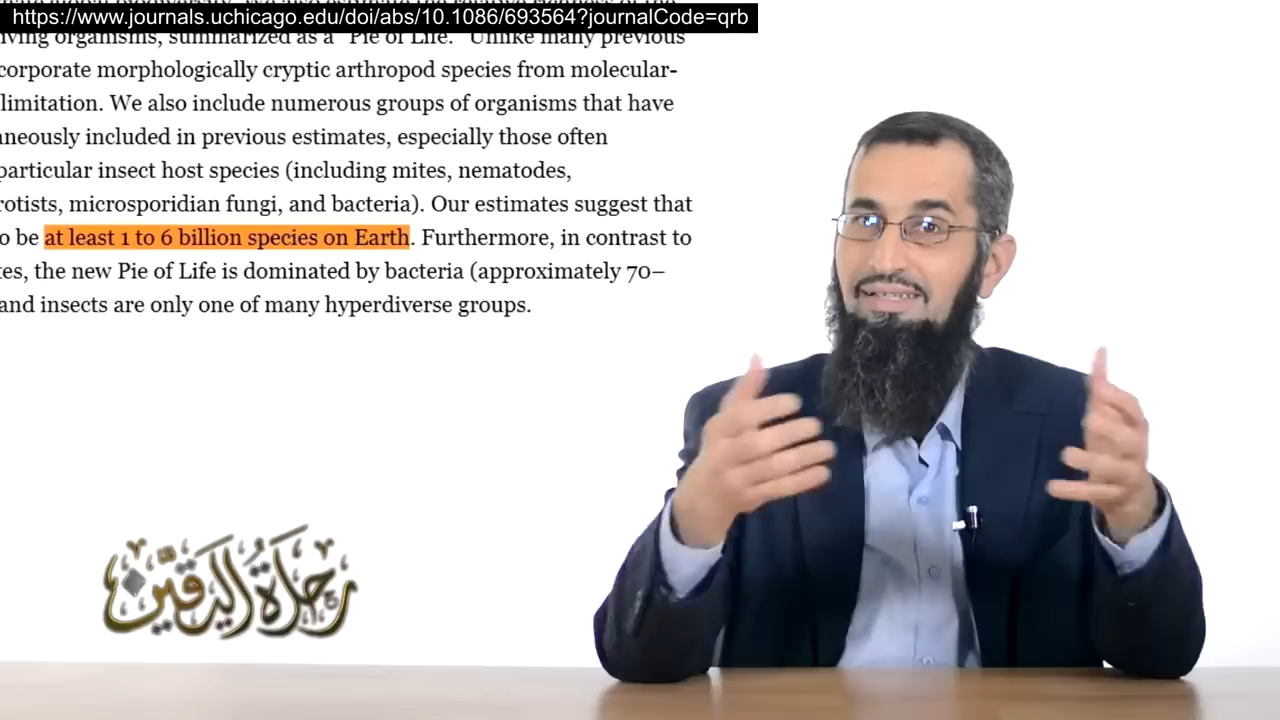 https://www.journals.uchicago.edu/doi/abs/10.1086/693564?journalCode=qrb
living organisms, summarized as a "Pie of Life." Unlike many previous
corporate morphologically cryptic arthropod species from molecular-
limitation. We also include numerous groups of organisms that have
aneously included in previous estimates, especially those often
particular insect host species (including mites, nematodes,
rotists, microsporidian fungi, and bacteria). Our estimates suggest that
o be at least 1 to 6 billion species on Earth. Furthermore, in contrast to
tes, the new Pie of Life is dominated by bacteria (approximately 70–
and insects are only one of many hyperdiverse groups.
رحلة اليقين